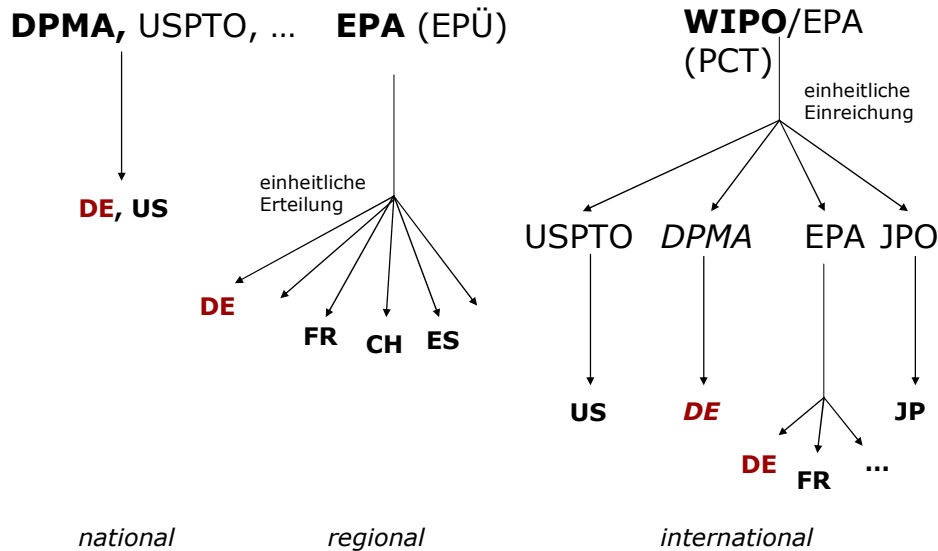 DPMA, USPTO, ...
DE, US
national
EPA (EPÜ)
einheitliche
Erteilung
DE
FR
CH
ES
regional
WIPO/EPA
(PCT)
einheitliche
Einreichung
USPTO DPMA EPA JPO
US
DE
JP
DE
FR
...
international